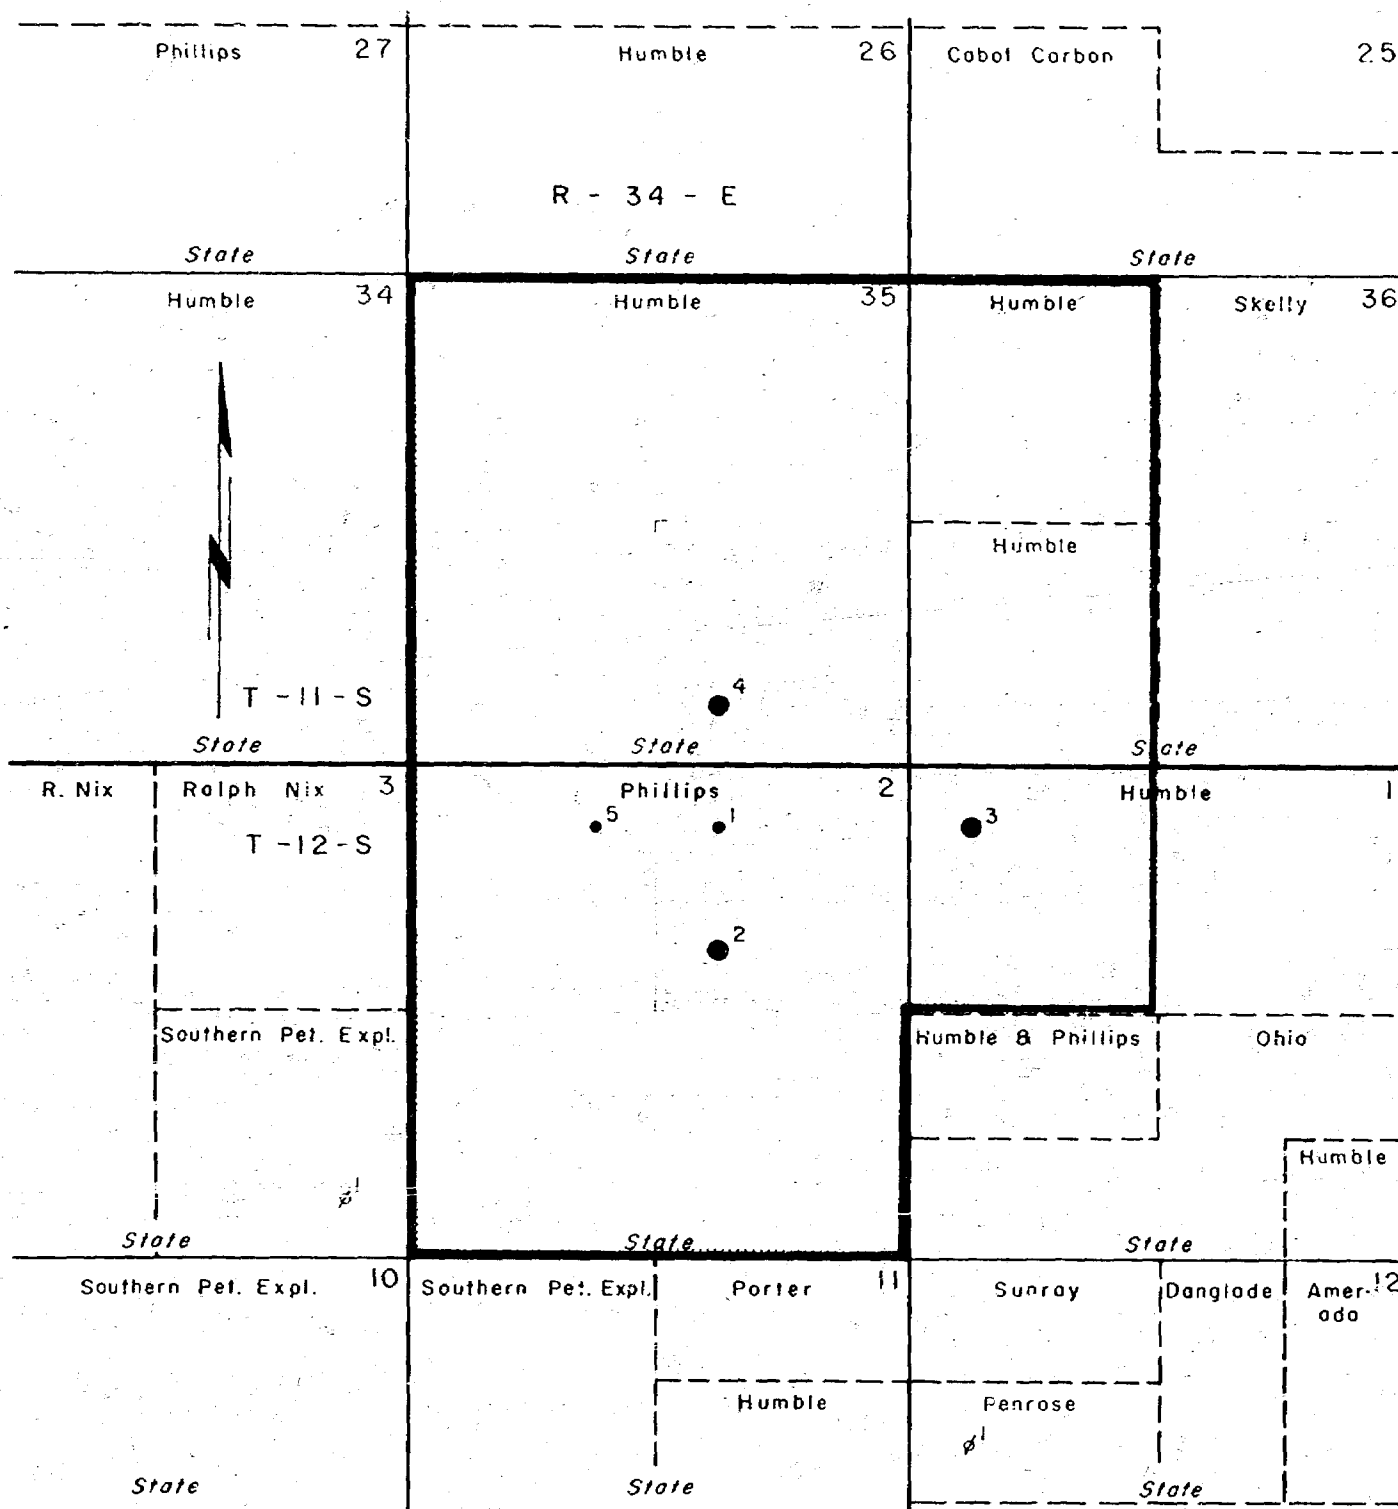 Phillips 27 Humble 26 Cabot Carbon 25
R - 34 - E
State State State
Humble 34 Humble 35 Humble Skelly 36
Humble
4
T - 11 - S
State State State
R. Nix Ralph Nix 3 Phillips 2 Humble 1
5 1 3
T - 12 - S
2
Southern Pet. Expl. Humble & Phillips Ohio
Humble
1
State State State
Southern Pet. Expl. 10 Southern Pet. Expl. Porter 11 Sunray Danglade Amer- 12
ada
Humble Penrose
1
State State State